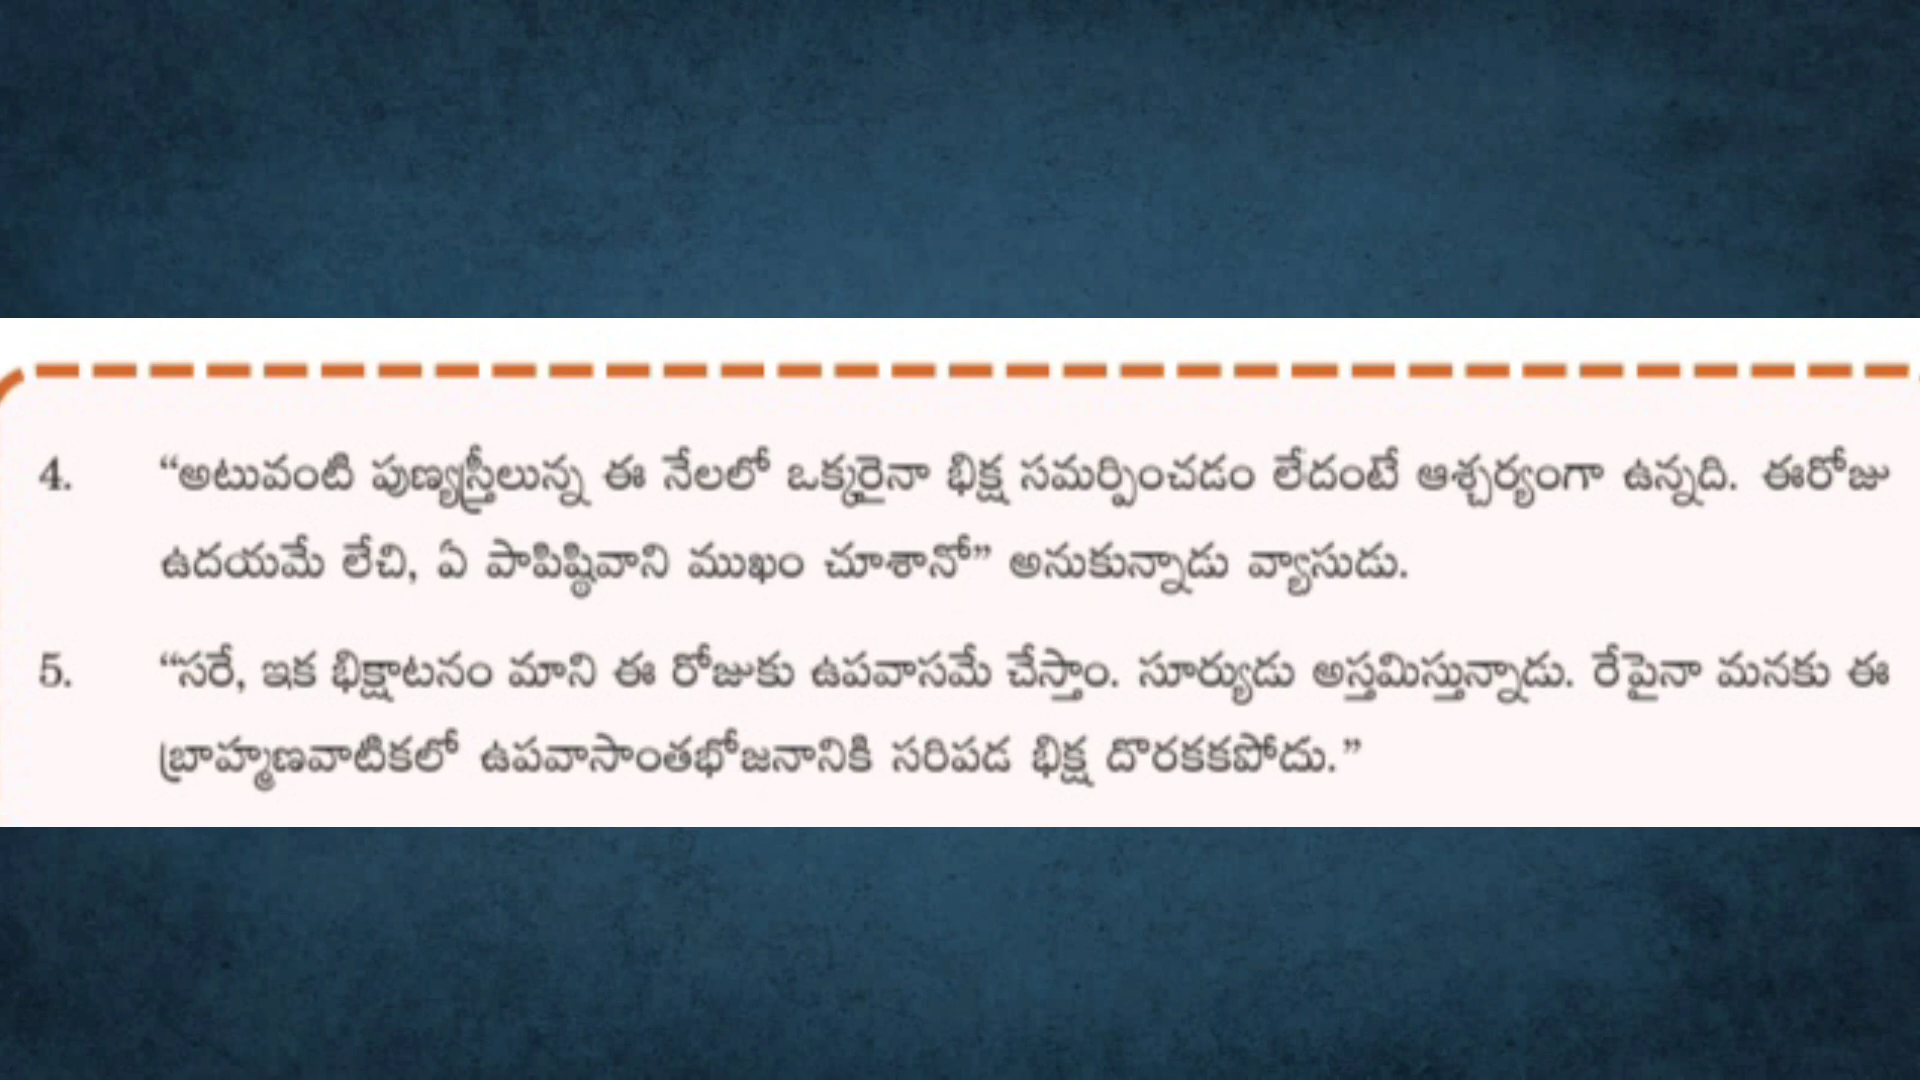 4. “అటువంటి పుణ్యస్త్రీలున్న ఈ నేలలో ఒక్కరైనా భిక్ష సమర్పించడం లేదంటే ఆశ్చర్యంగా ఉన్నది. ఈరోజు
ఉదయమే లేచి, ఏ పాపిష్ఠివాని ముఖం చూశానో” అనుకున్నాడు వ్యాసుడు.
5. “సరే, ఇక భిక్షాటనం మాని ఈ రోజుకు ఉపవాసమే చేస్తాం. సూర్యుడు అస్తమిస్తున్నాడు. రేపైనా మనకు ఈ
బ్రాహ్మణవాటికలో ఉపవాసాంతభోజనానికి సరిపడ భిక్ష దొరకకపోదు.”